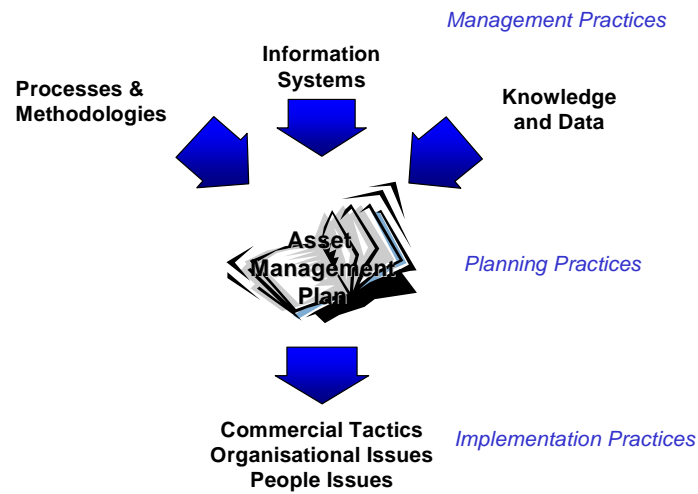 Management Practices
Information
Systems
Processes &
Methodologies
Knowledge
and Data
Asset
Management
Plan
Planning Practices
Commercial Tactics
Organisational Issues
People Issues
Implementation Practices